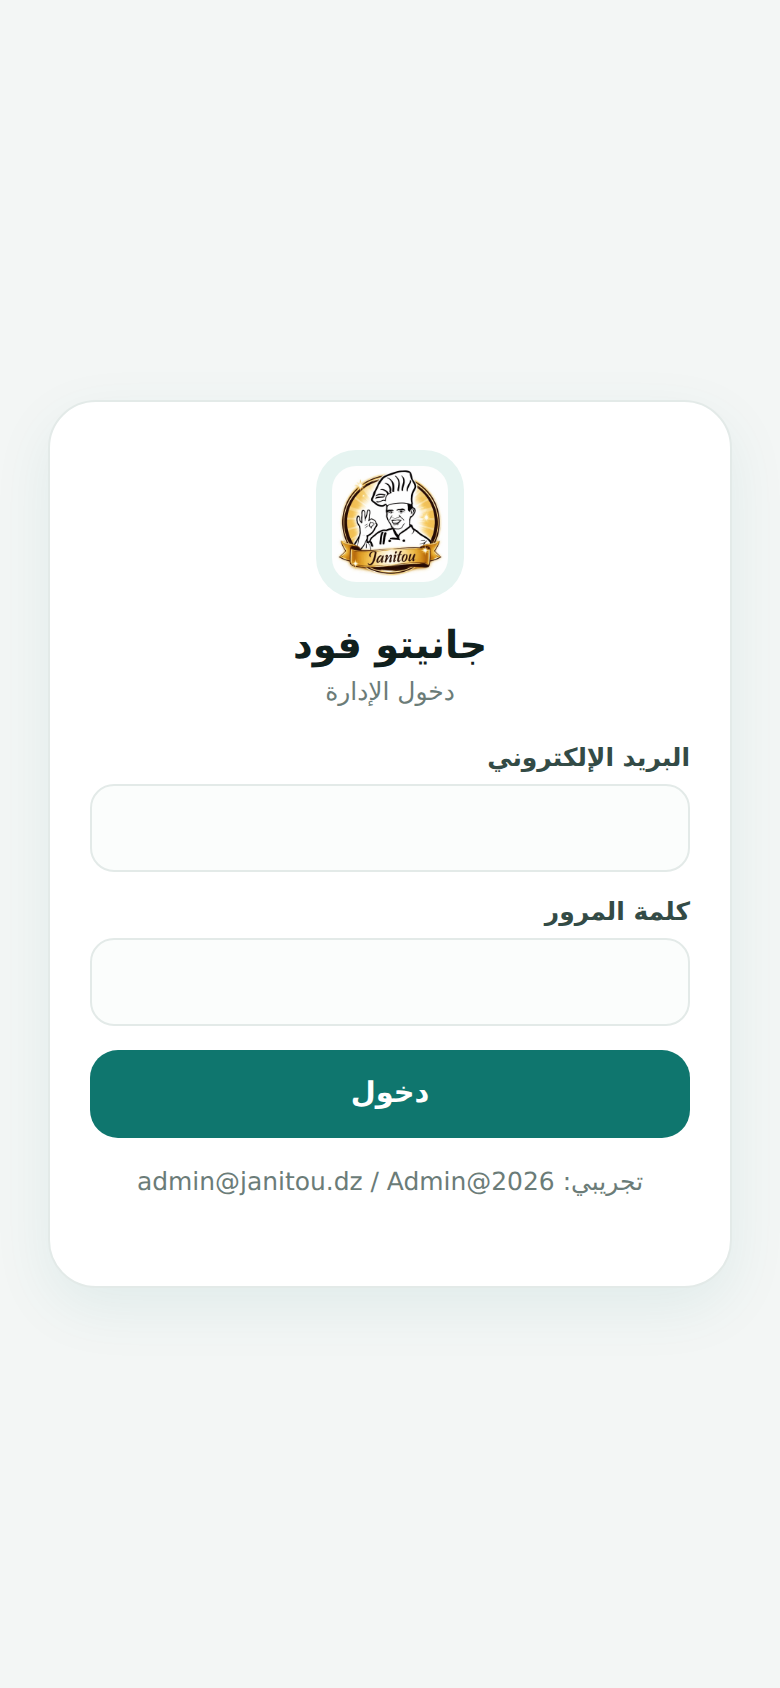 Janitou
جانيتو فود
دخول الإدارة
البريد الإلكتروني
كلمة المرور
دخول
تجريبي: admin@janitou.dz / Admin@2026